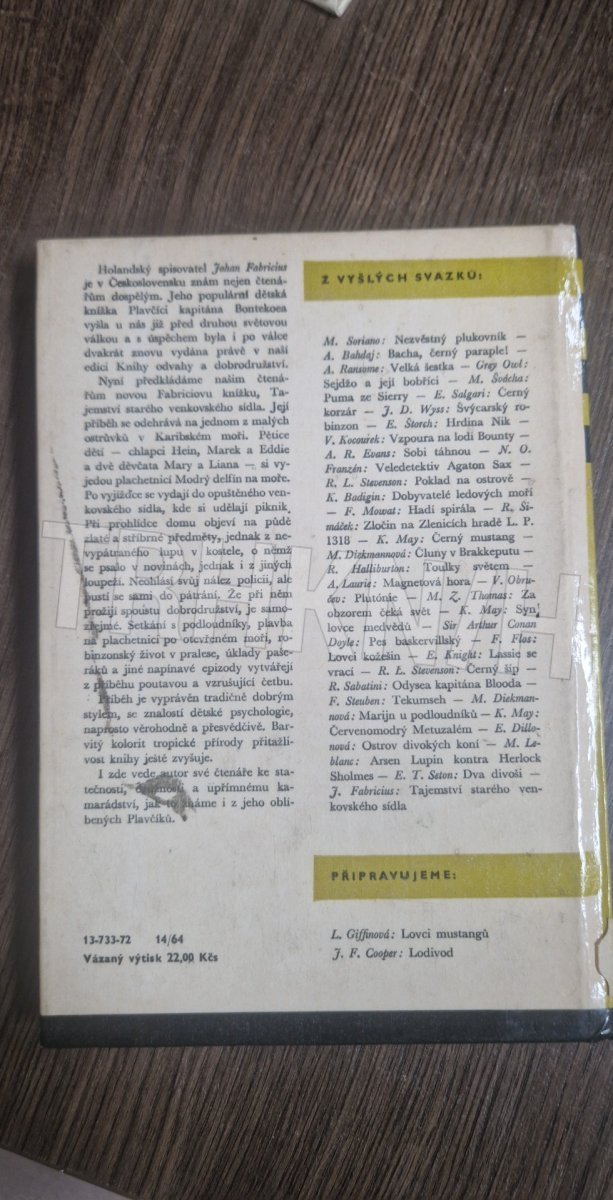 Holandský spisovatel Johan Fabricius
je v Československu znám nejen čtená-
řům dospělým. Jeho populární dětská
knížka Plavčíci kapitána Bontekoea
vyšla u nás již před druhou světovou
válkou a s úspěchem byla i po válce
dvakrát znovu vydána právě v naší
edici Knihy odvahy a dobrodružství.
Nyní předkládáme našim čtená-
řům novou Fabriciovu knížku, Ta-
jemství starého venkovského sídla. Její
příběh se odehrává na jednom z malých
ostrůvků v Karibském moři. Pětice
dětí — chlapci Hein, Marek a Eddie
a dvě děvčata Mary a Liana — si vy-
jedou plachetnicí Modrý delfín na moře.
Po vyjížďce se vydají do opuštěného ven-
kovského sídla, kde si udělají piknik.
Při prohlídce domu objeví na půdě
zlaté a stříbrné předměty, jednak z ne-
vypátraného lupu v kostele, o němž
se psalo v novinách, jednak i z jiných
loupeží. Neohlásí svůj nález policii, ale
pustí se sami do pátrání. Že při něm
prožijí spoustu dobrodružství, je samo-
zřejmé. Setkání s podloudníky, plavba
na plachetnici po otevřeném moři, ro-
binzonský život v pralese, úklady paše-
ráků a jiné napínavé epizody vytvářejí
z příběhu poutavou a vzrušující četbu.
Příběh je vyprávěn tradičně dobrým
stylem, se znalostí dětské psychologie,
naprosto věrohodně a přesvědčivě. Bar-
vitý kolorit tropické přírody přitažli-
vost knihy ještě zvyšuje.
I zde vede autor své čtenáře ke sta-
tečnosti, a upřímnému ka-
marádství, jak to známe i z jeho oblí-
bených Plavčíků.
13-733-72 14/64
Vázaný výtisk 22,00 Kčs
Z VYŠLÝCH SVAZKŮ:
M. Soriano: Nezvěstný plukovník —
A. Bahdaj: Bacha, černý paraple! —
A. Ransome: Velká šestka — Grey Owl:
Sejdžo a její bobříci — M. Švácha:
Puma ze Sierry — E. Salgari: Černý
korzár — J. D. Wyss: Švýcarský ro-
binzon — E. Štorch: Hrdina Nik —
V. Kocourek: Vzpoura na lodi Bounty —
A. R. Evans: Sobi táhnou — N. O.
Franzén: Veledetektiv Agaton Sax —
R. L. Stevenson: Poklad na ostrově —
K. Badigin: Dobyvatelé ledových moří
— F. Mowat: Hadí spirála — R. Ši-
máček: Zločin na Zlenicích hradě L. P.
1318 — K. May: Černý mustang —
M. Diekmannová: Čluny v Brakkeputu —
R. Halliburton: Toulky světem —
A. Laurie: Magnetová hora — V. Obru-
čev: Plutónie — M. Z. Thomas: Za
obzorem čeká svět — K. May: Syn
lovce medvědů — Sir Arthur Conan
Doyle: Pes baskervillský — F. Flos:
Lovci kožešin — E. Knight: Lassie se
vrací — R. L. Stevenson: Černý šíp —
R. Sabatini: Odysea kapitána Blooda —
F. Steuben: Tekumseh — M. Diekman-
nová: Marijn u podloudníků — K. May:
Červenomodrý Metuzalém — E. Dillo-
nová: Ostrov divokých koní — M. Le-
blanc: Arsen Lupin kontra Herlock
Sholmes — E. T. Seton: Dva divoši —
J. Fabricius: Tajemství starého ven-
kovského sídla
PŘIPRAVUJEME:
L. Giffinová: Lovci mustangů
J. F. Cooper: Lodivod